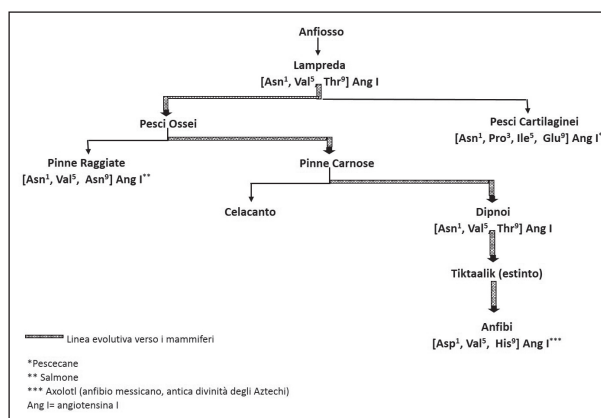 Anfiosso
Lampreda
[Asn¹, Val⁵, Thr⁹] Ang I
Pesci Ossei
Pesci Cartilaginei
[Asn¹, Pro³, Ile⁵, Glu⁹] Ang I*
Pinne Raggiate
[Asn¹, Val⁵, Asn⁹] Ang I**
Pinne Carnose
Celacanto
Dipnoi
[Asn¹, Val⁵, Thr⁹] Ang I
Tiktaalik (estinto)
Anfibi
[Asp¹, Val⁵, His⁹] Ang I***
Linea evolutiva verso i mammiferi
*Pescecane
** Salmone
*** Axolotl (anfibio messicano, antica divinità degli Aztechi)
Ang I= angiotensina I